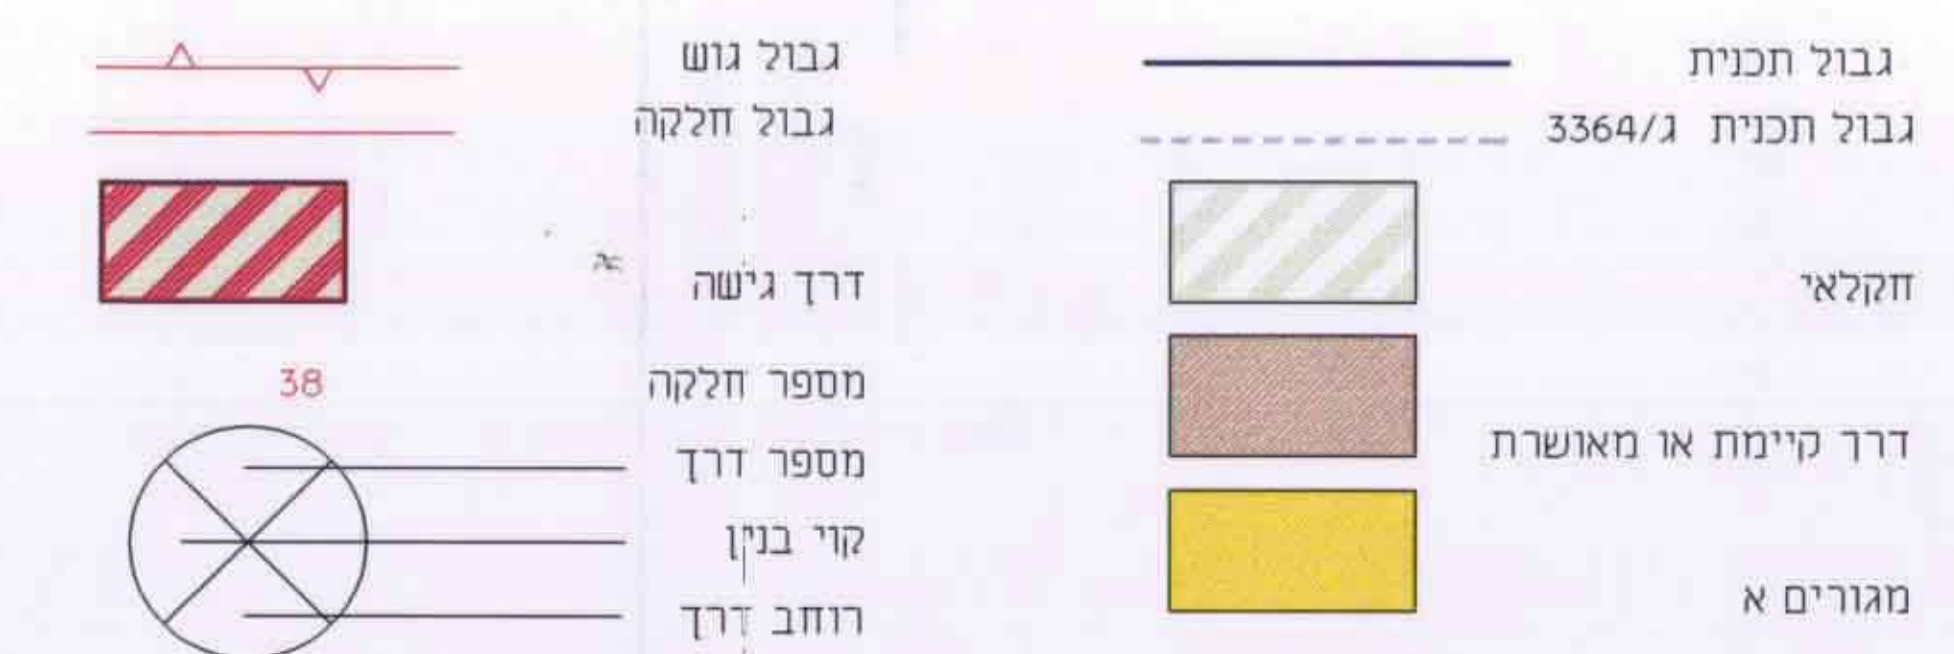 גבול תכנית
גבול תכנית ג/3364
חקלאי
דרך קיימת או מאושרת
מגורים א
גבול גוש
גבול חלקה
דרך גישה
מספר חלקה
38
מספר דרך
קוי בנין
רוחב דרך